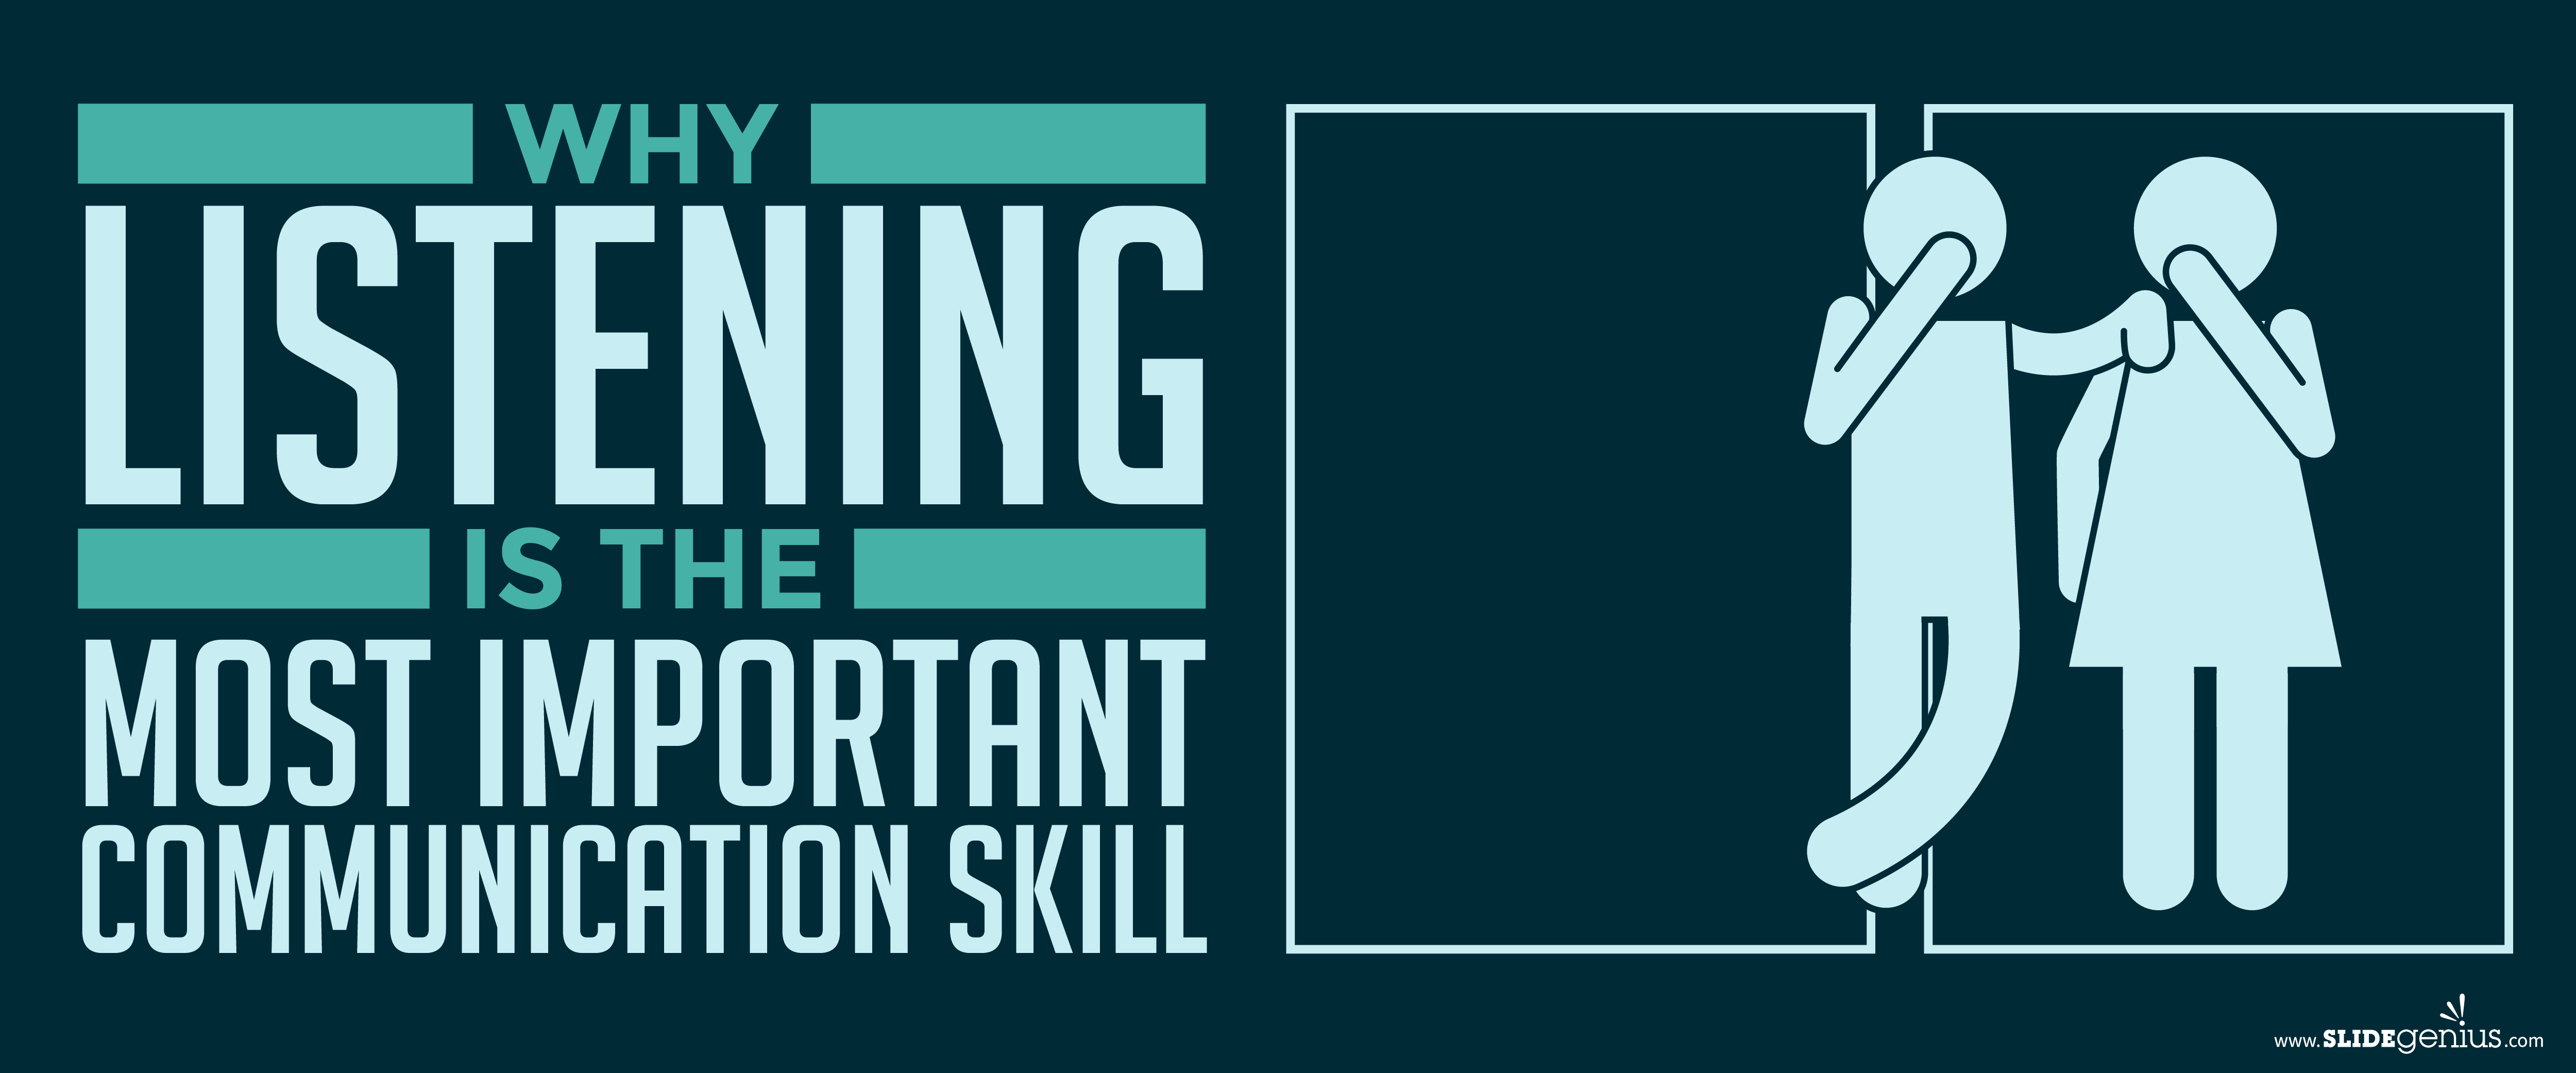 WHY
LISTENING
IS THE
MOST IMPORTANT
COMMUNICATION SKILL
www.SLIDEgenius.com